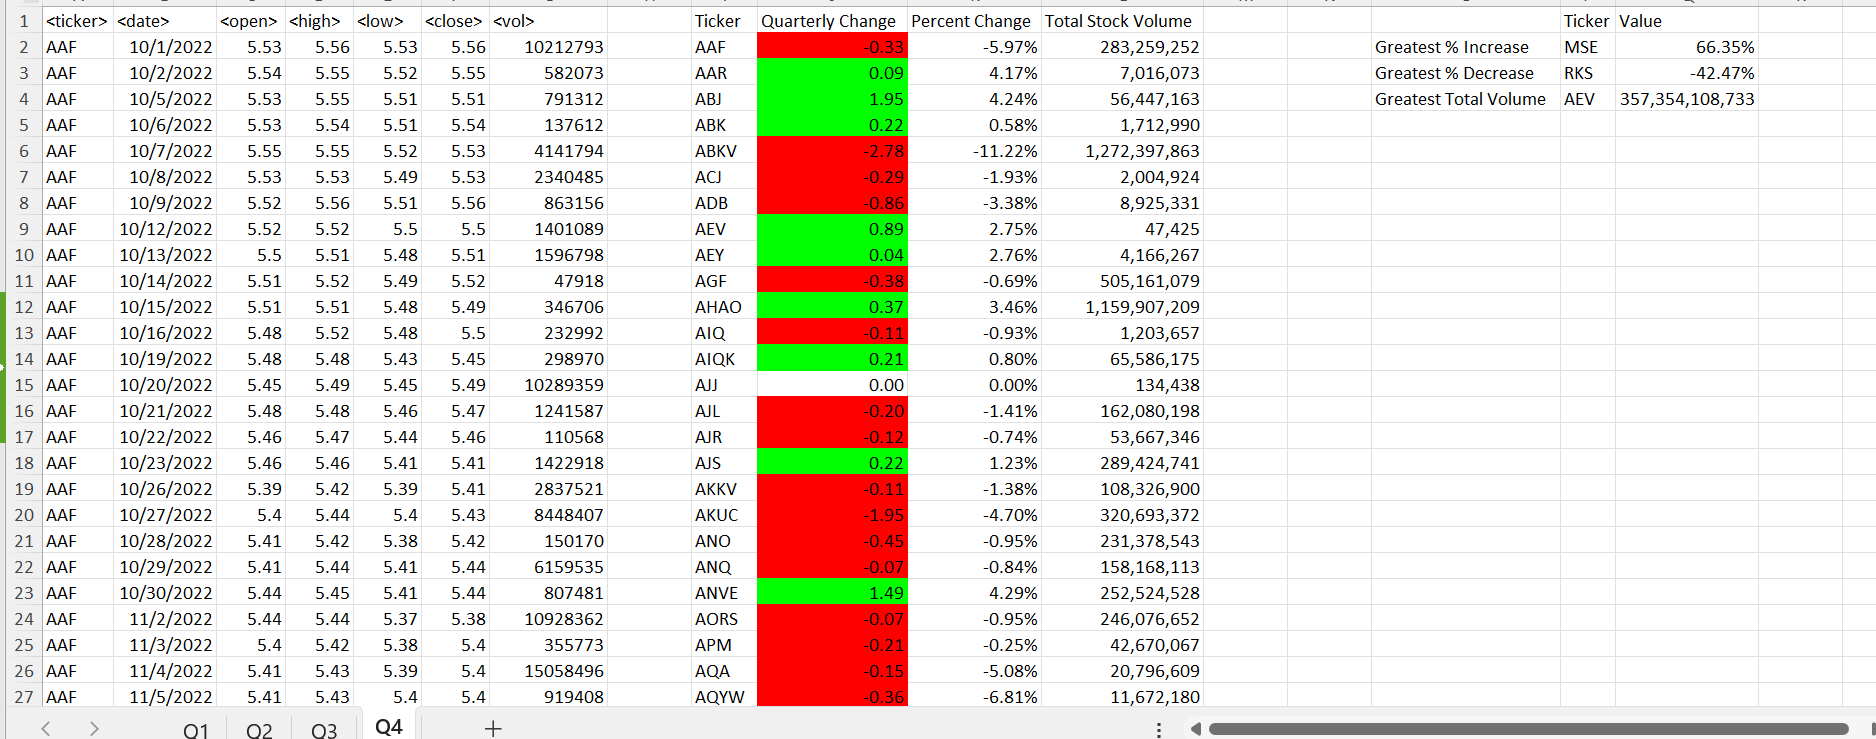 1 <ticker> <date> <open> <high> <low> <close> <vol> Ticker Quarterly Change Percent Change Total Stock Volume Ticker Value
2 AAF 10/1/2022 5.53 5.56 5.53 5.56 10212793 AAF -0.33 -5.97% 283,259,252 Greatest % Increase MSE 66.35%
3 AAF 10/2/2022 5.54 5.55 5.52 5.55 582073 AAR 0.09 4.17% 7,016,073 Greatest % Decrease RKS -42.47%
4 AAF 10/5/2022 5.53 5.55 5.51 5.51 791312 ABJ 1.95 4.24% 56,447,163 Greatest Total Volume AEV 357,354,108,733
5 AAF 10/6/2022 5.53 5.54 5.51 5.54 137612 ABK 0.22 0.58% 1,712,990
6 AAF 10/7/2022 5.55 5.55 5.52 5.53 4141794 ABKV -2.78 -11.22% 1,272,397,863
7 AAF 10/8/2022 5.53 5.53 5.49 5.53 2340485 ACJ -0.29 -1.93% 2,004,924
8 AAF 10/9/2022 5.52 5.56 5.51 5.56 863156 ADB -0.86 -3.38% 8,925,331
9 AAF 10/12/2022 5.52 5.52 5.5 5.5 1401089 AEV 0.89 2.75% 47,425
10 AAF 10/13/2022 5.5 5.51 5.48 5.51 1596798 AEY 0.04 2.76% 4,166,267
11 AAF 10/14/2022 5.51 5.52 5.49 5.52 47918 AGF -0.38 -0.69% 505,161,079
12 AAF 10/15/2022 5.51 5.51 5.48 5.49 346706 AHAO 0.37 3.46% 1,159,907,209
13 AAF 10/16/2022 5.48 5.52 5.48 5.5 232992 AIQ -0.11 -0.93% 1,203,657
14 AAF 10/19/2022 5.48 5.48 5.43 5.45 298970 AIQK 0.21 0.80% 65,586,175
15 AAF 10/20/2022 5.45 5.49 5.45 5.49 10289359 AJJ 0.00 0.00% 134,438
16 AAF 10/21/2022 5.48 5.48 5.46 5.47 1241587 AJL -0.20 -1.41% 162,080,198
17 AAF 10/22/2022 5.46 5.47 5.44 5.46 110568 AJR -0.12 -0.74% 53,667,346
18 AAF 10/23/2022 5.46 5.46 5.41 5.41 1422918 AJS 0.22 1.23% 289,424,741
19 AAF 10/26/2022 5.39 5.42 5.39 5.41 2837521 AKKV -0.11 -1.38% 108,326,900
20 AAF 10/27/2022 5.4 5.44 5.4 5.43 8448407 AKUC -1.95 -4.70% 320,693,372
21 AAF 10/28/2022 5.41 5.42 5.38 5.42 150170 ANO -0.45 -0.95% 231,378,543
22 AAF 10/29/2022 5.41 5.44 5.41 5.44 6159535 ANQ -0.07 -0.84% 158,168,113
23 AAF 10/30/2022 5.44 5.45 5.41 5.44 807481 ANVE 1.49 4.29% 252,524,528
24 AAF 11/2/2022 5.44 5.44 5.37 5.38 10928362 AORS -0.07 -0.95% 246,076,652
25 AAF 11/3/2022 5.4 5.42 5.38 5.4 355773 APM -0.21 -0.25% 42,670,067
26 AAF 11/4/2022 5.41 5.43 5.39 5.4 15058496 AQA -0.15 -5.08% 20,796,609
27 AAF 11/5/2022 5.41 5.43 5.4 5.4 919408 AQYW -0.36 -6.81% 11,672,180
Q1 Q2 Q3 Q4